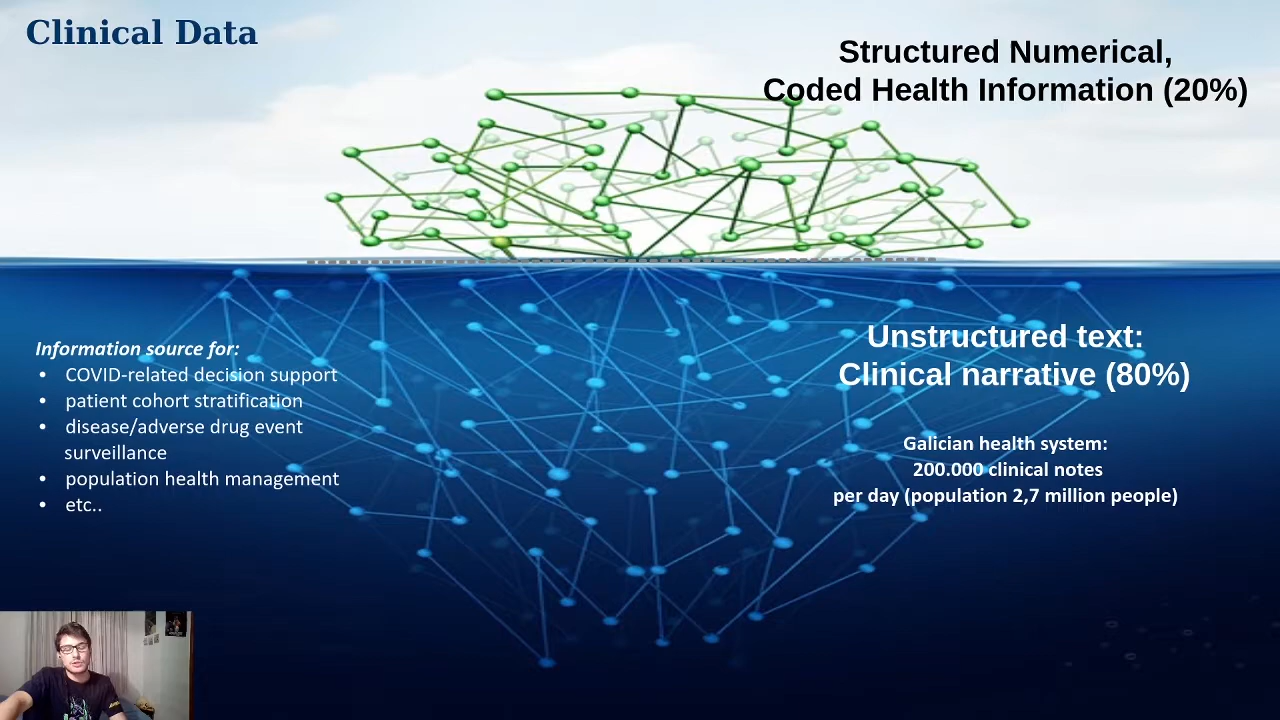 Clinical Data
Structured Numerical,
Coded Health Information (20%)
Information source for:
• COVID-related decision support
• patient cohort stratification
• disease/adverse drug event
surveillance
• population health management
• etc..
Unstructured text:
Clinical narrative (80%)
Galician health system:
200.000 clinical notes
per day (population 2,7 million people)